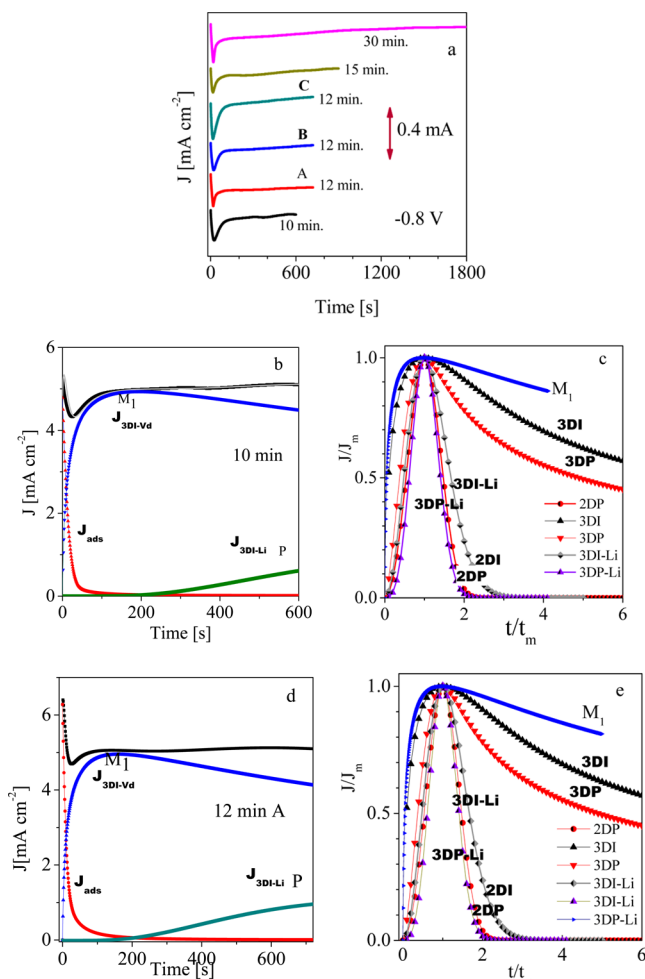 a
30 min.
15 min.
C
12 min.
0.4 mA
B
12 min.
A
12 min.
10 min.
-0.8 V
J [mA cm-2]
0 600 1200 1800
Time [s]
b
6
4
2
0
M1
J3DI-Vd
10 min
Jads
J3DI-Li P
J [mA cm-2]
0 200 400 600
Time [s]
c
1.0
0.5
0.0
M1
3DI
3DP
3DI-Li
3DP-Li
2DI
2DP
2DP
3DI
3DP
3DI-Li
3DP-Li
J/Jm
0 2 4 6
t/tm
d
6
3
0
M1
J3DI-Vd
12 min A
J3DI-Li P
Jads
J[mA cm-2]
0 200 400 600
Time [s]
e
1.0
0.5
0.0
M1
3DI
3DP
3DI-Li
3DP-Li
2DI
2DP
2DP
3DI
3DP
3DI-Li
3DI-Li
3DP-Li
J/Jm
0 2 4 6
t/t